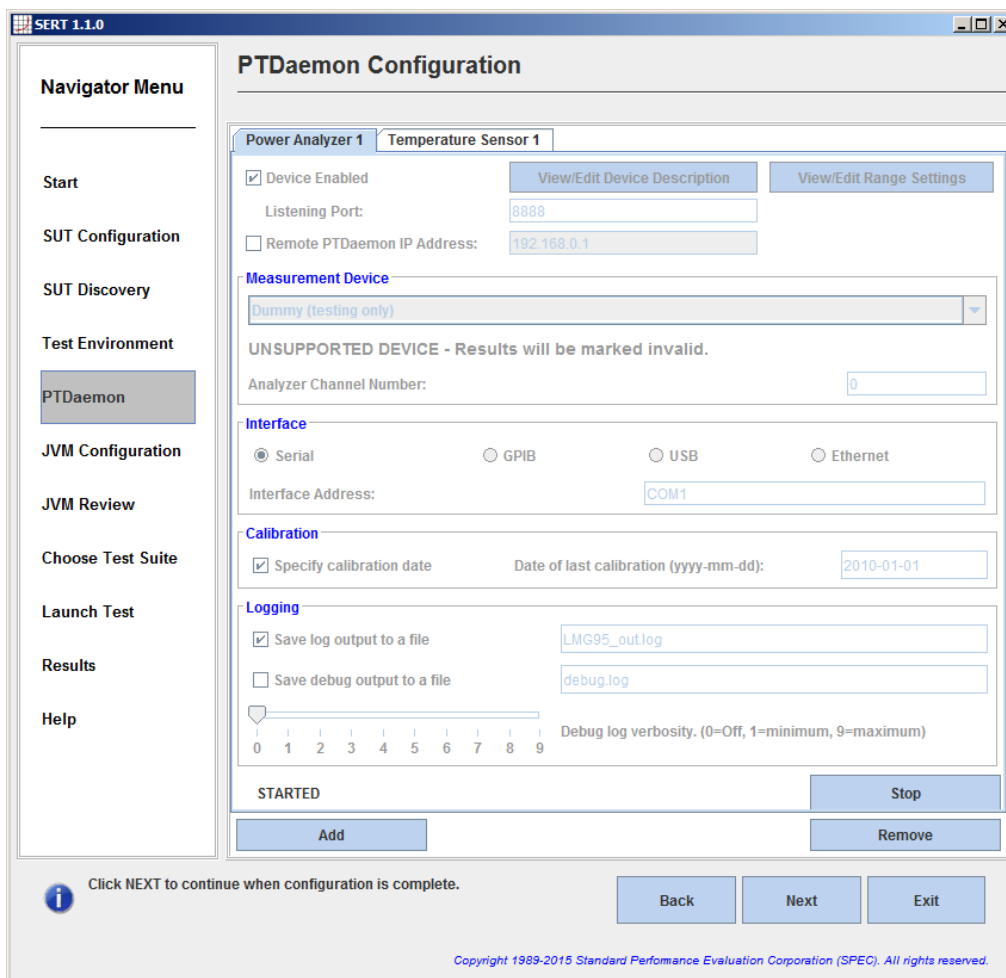 SERT 1.1.0
Navigator Menu
Start
SUT Configuration
SUT Discovery
Test Environment
PTDaemon
JVM Configuration
JVM Review
Choose Test Suite
Launch Test
Results
Help
PTDaemon Configuration
Power Analyzer 1 Temperature Sensor 1
Device Enabled View/Edit Device Description View/Edit Range Settings
Listening Port: 8888
Remote PTDaemon IP Address: 192.168.0.1
Measurement Device
Dummy (testing only)
UNSUPPORTED DEVICE - Results will be marked invalid.
Analyzer Channel Number: 0
Interface
Serial GPIB USB Ethernet
Interface Address: COM1
Calibration
Specify calibration date Date of last calibration (yyyy-mm-dd): 2010-01-01
Logging
Save log output to a file LMG95_out.log
Save debug output to a file debug.log
0 1 2 3 4 5 6 7 8 9 Debug log verbosity. (0=Off, 1=minimum, 9=maximum)
STARTED Stop
Add Remove
Click NEXT to continue when configuration is complete.
Back Next Exit
Copyright 1989-2015 Standard Performance Evaluation Corporation (SPEC). All rights reserved.